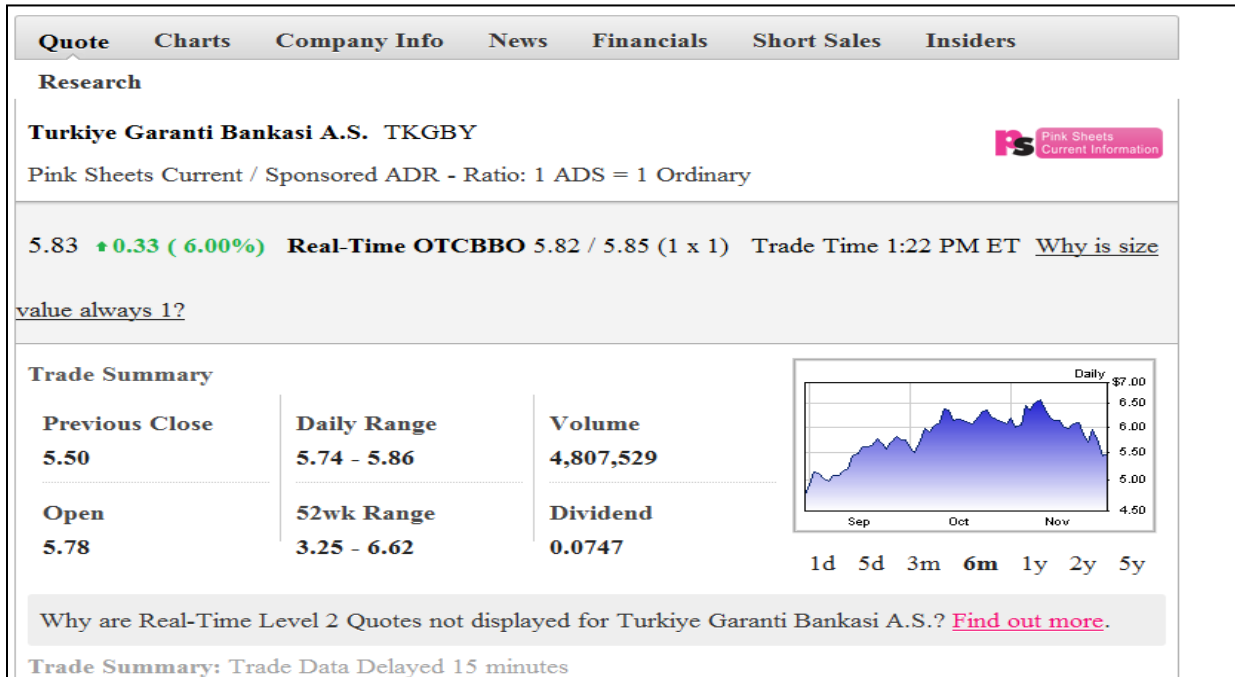 Quote Charts Company Info News Financials Short Sales Insiders
Research
Turkiye Garanti Bankasi A.S. TKGBY
Pink Sheets Current / Sponsored ADR - Ratio: 1 ADS = 1 Ordinary
ps Pink Sheets
Current Information
5.83 0.33 ( 6.00%) Real-Time OTCBBO 5.82 / 5.85 (1 x 1) Trade Time 1:22 PM ET Why is size
value always 1?
Trade Summary
Previous Close Daily Range Volume
5.50 5.74 - 5.86 4,807,529
Open 52wk Range Dividend
5.78 3.25 - 6.62 0.0747
Daily
$7.00
6.50
6.00
5.50
5.00
4.50
Sep Oct Nov
1d 5d 3m 6m 1y 2y 5y
Why are Real-Time Level 2 Quotes not displayed for Turkiye Garanti Bankasi A.S.? Find out more.
Trade Summary: Trade Data Delayed 15 minutes